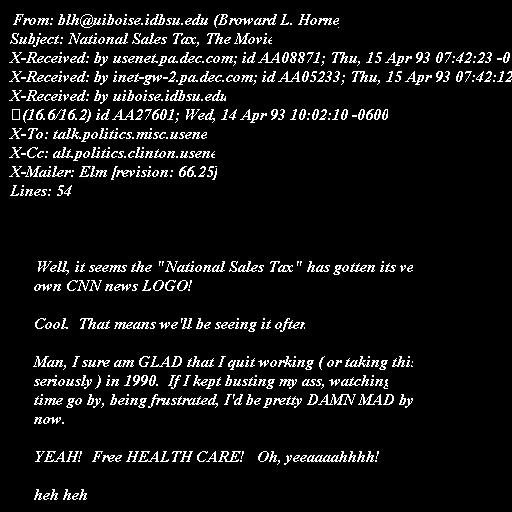 From: blh@uiboise.idbsu.edu (Broward L. Horne
Subject: National Sales Tax, The Movie
X-Received: by usenet.pa.dec.com; id AA08871; Thu, 15 Apr 93 07:42:23 -0
X-Received: by inet-gw-2.pa.dec.com; id AA05233; Thu, 15 Apr 93 07:42:12
X-Received: by uiboise.idbsu.edu
(16.6/16.2) id AA27601; Wed, 14 Apr 93 10:02:10 -0600
X-To: talk.politics.misc.usene
X-Cc: alt.politics.clinton.usene
X-Mailer: Elm [revision: 66.25]
Lines: 54
Well, it seems the "National Sales Tax" has gotten its ve
own CNN news LOGO!
Cool. That means we'll be seeing it often
Man, I sure am GLAD that I quit working ( or taking this
seriously ) in 1990. If I kept busting my ass, watching
time go by, being frustrated, I'd be pretty DAMN MAD by
now.
YEAH! Free HEALTH CARE! Oh, yeeaaaahhhh!
heh heh